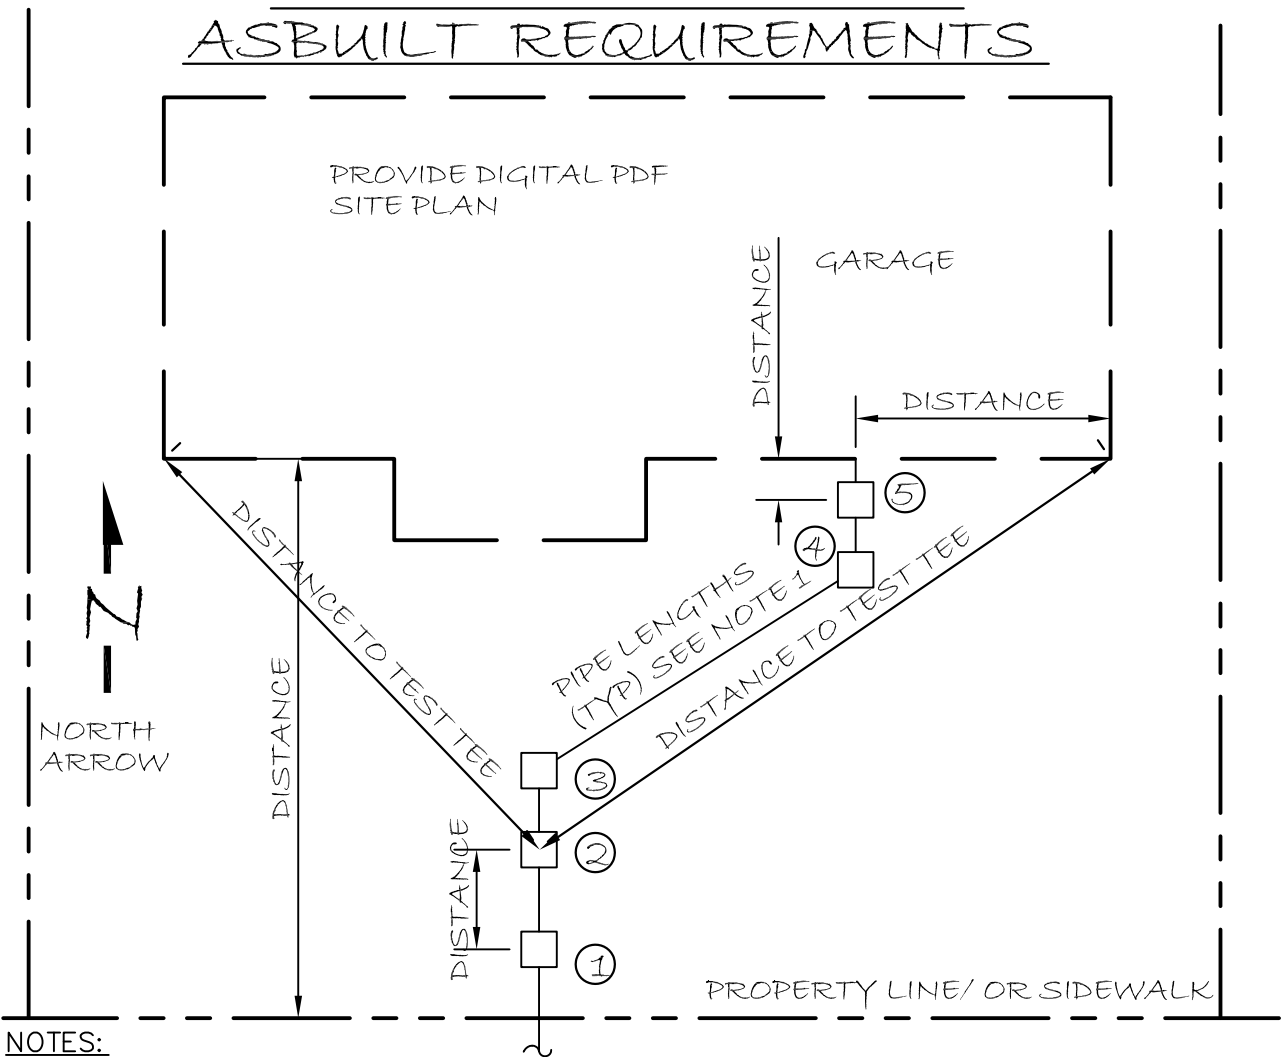 ASBUILT REQUIREMENTS
PROVIDE DIGITAL PDF
SITE PLAN
DISTANCE
GARAGE
DISTANCE
5
4
DISTANCE TO TEST TEE
PIPE LENGTHS
(TYP) SEE NOTE 1
DISTANCE TO TEST TEE
N
NORTH
ARROW
DISTANCE
3
2
DISTANCE
1
PROPERTY LINE/ OR SIDEWALK
NOTES: